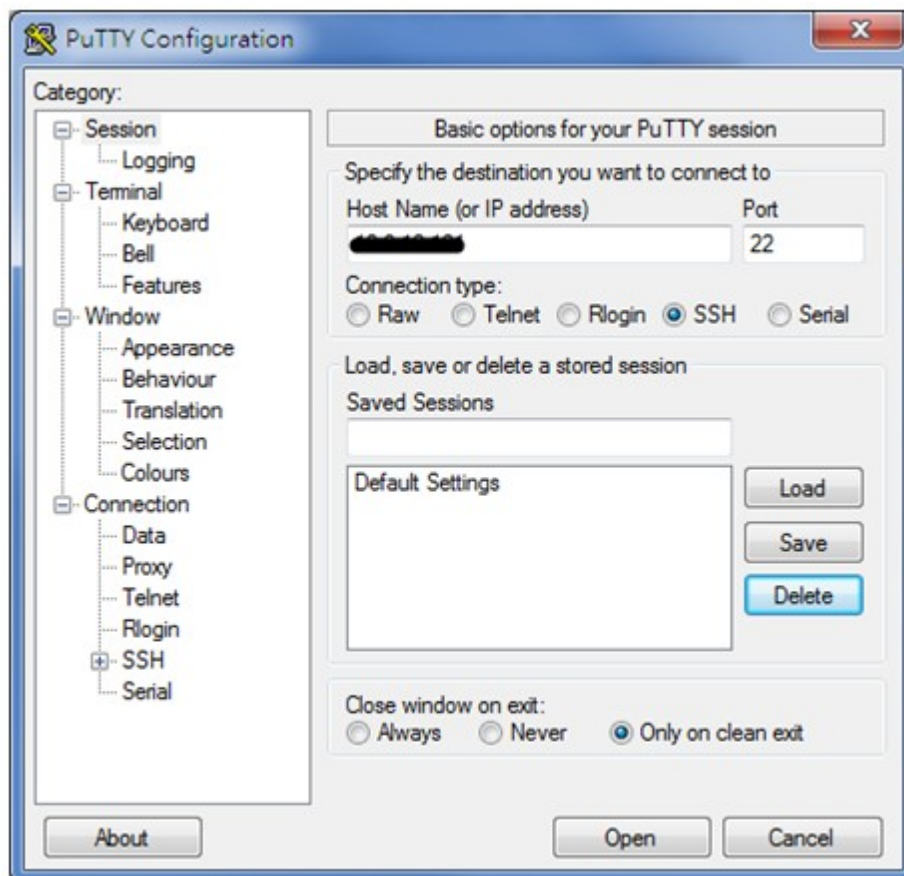 PuTTY Configuration
Category:
Session
Logging
Terminal
Keyboard
Bell
Features
Window
Appearance
Behaviour
Translation
Selection
Colours
Connection
Data
Proxy
Telnet
Rlogin
SSH
Serial
Basic options for your PuTTY session
Specify the destination you want to connect to
Host Name (or IP address) Port
22
Connection type:
Raw Telnet Rlogin SSH Serial
Load, save or delete a stored session
Saved Sessions
Default Settings
Load
Save
Delete
Close window on exit:
Always Never Only on clean exit
About Open Cancel